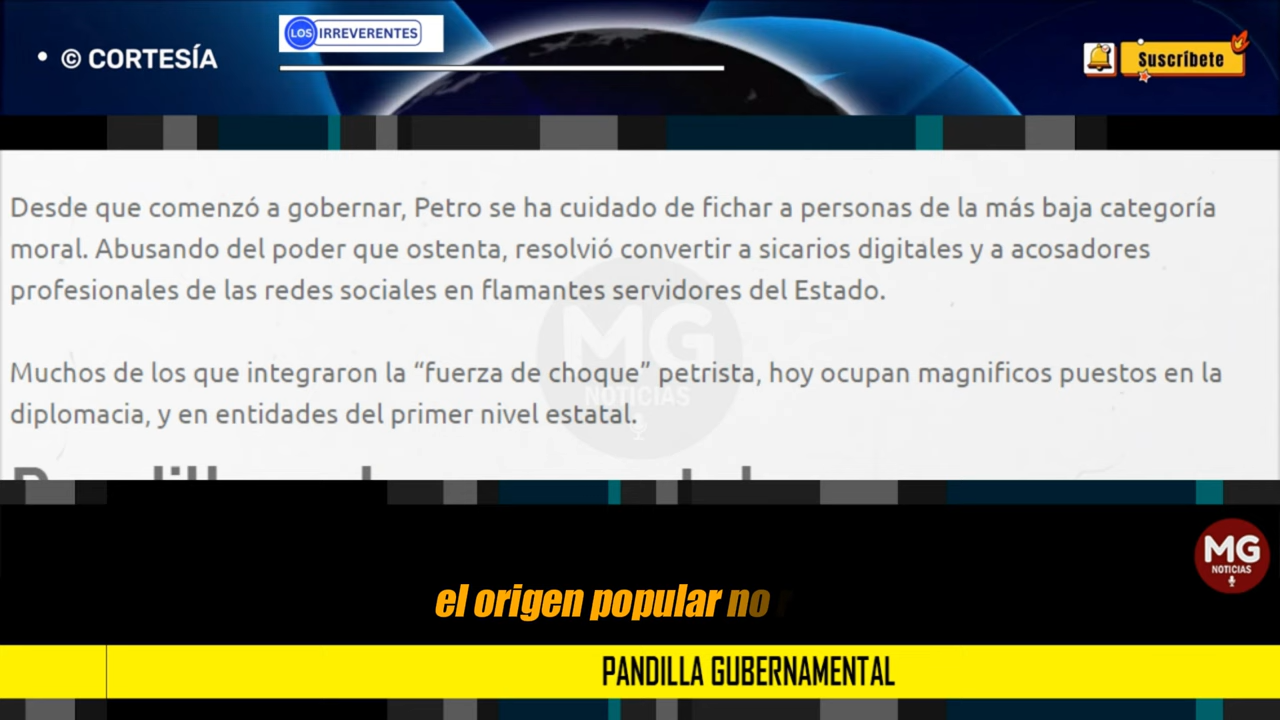 • © CORTESÍA
LOS IRREVERENTES
Suscríbete
Desde que comenzó a gobernar, Petro se ha cuidado de fichar a personas de la más baja categoría
moral. Abusando del poder que ostenta, resolvió convertir a sicarios digitales y a acosadores
profesionales de las redes sociales en flamantes servidores del Estado.
Muchos de los que integraron la “fuerza de choque” petrista, hoy ocupan magnificos puestos en la
diplomacia, y en entidades del primer nivel estatal.
MG
NOTICIAS
MG
NOTICIAS
el origen popular no
PANDILLA GUBERNAMENTAL